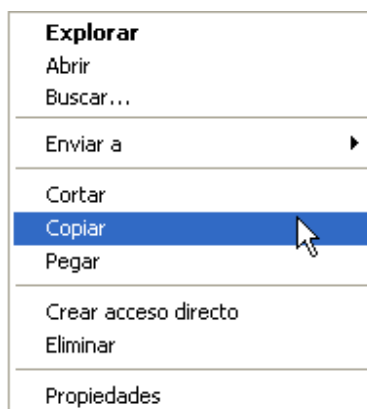 Explorar
Abrir
Buscar...
Enviar a
Cortar
Copiar
Pegar
Crear acceso directo
Eliminar
Propiedades